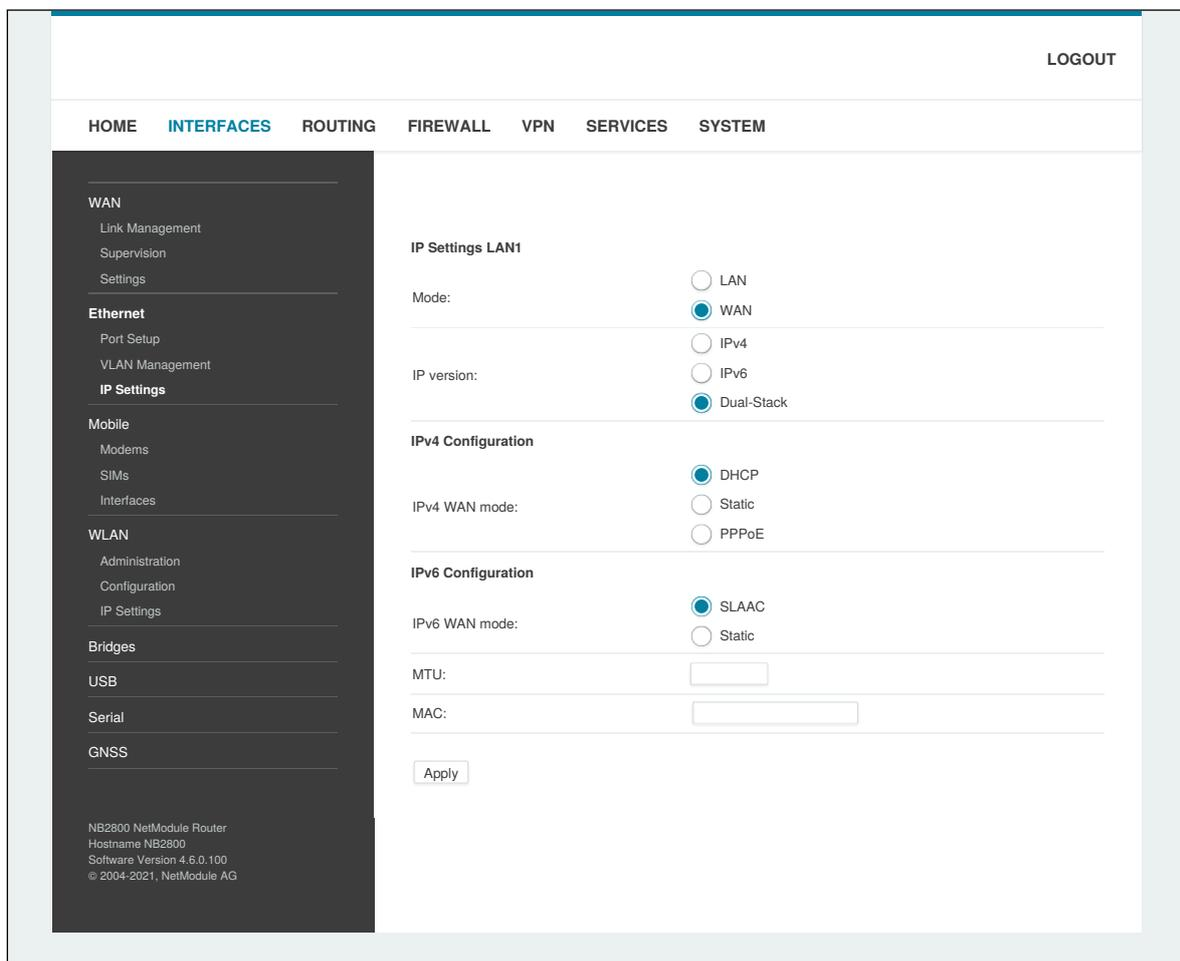 LOGOUT
HOME INTERFACES ROUTING FIREWALL VPN SERVICES SYSTEM
WAN
Link Management
Supervision
Settings
Ethernet
Port Setup
VLAN Management
IP Settings
Mobile
Modems
SIMs
Interfaces
WLAN
Administration
Configuration
IP Settings
Bridges
USB
Serial
GNSS
NB2800 NetModule Router
Hostname NB2800
Software Version 4.6.0.100
© 2004-2021, NetModule AG
IP Settings LAN1
Mode:
LAN
WAN
IP version:
IPv4
IPv6
Dual-Stack
IPv4 Configuration
IPv4 WAN mode:
DHCP
Static
PPPoE
IPv6 Configuration
IPv6 WAN mode:
SLAAC
Static
MTU:
MAC:
Apply